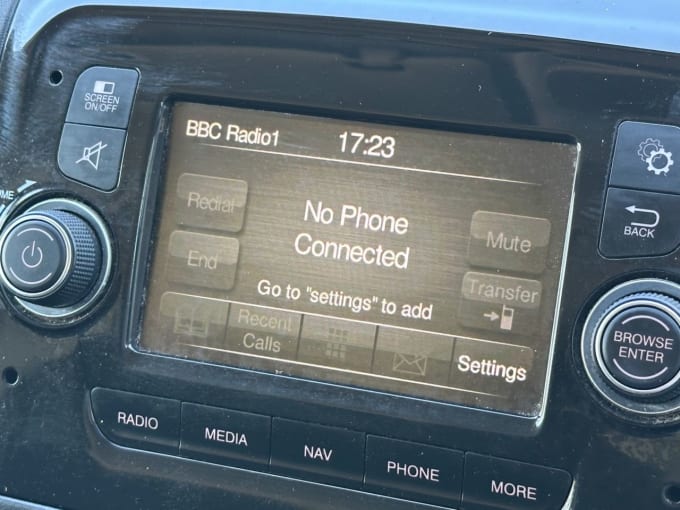 SCREEN
ON/OFF
BBC Radio1
17:23
Redial
No Phone
Connected
Mute
End
Go to "settings" to add
Transfer
Recent
Calls
Settings
BACK
BROWSE
ENTER
RADIO
MEDIA
NAV
PHONE
MORE